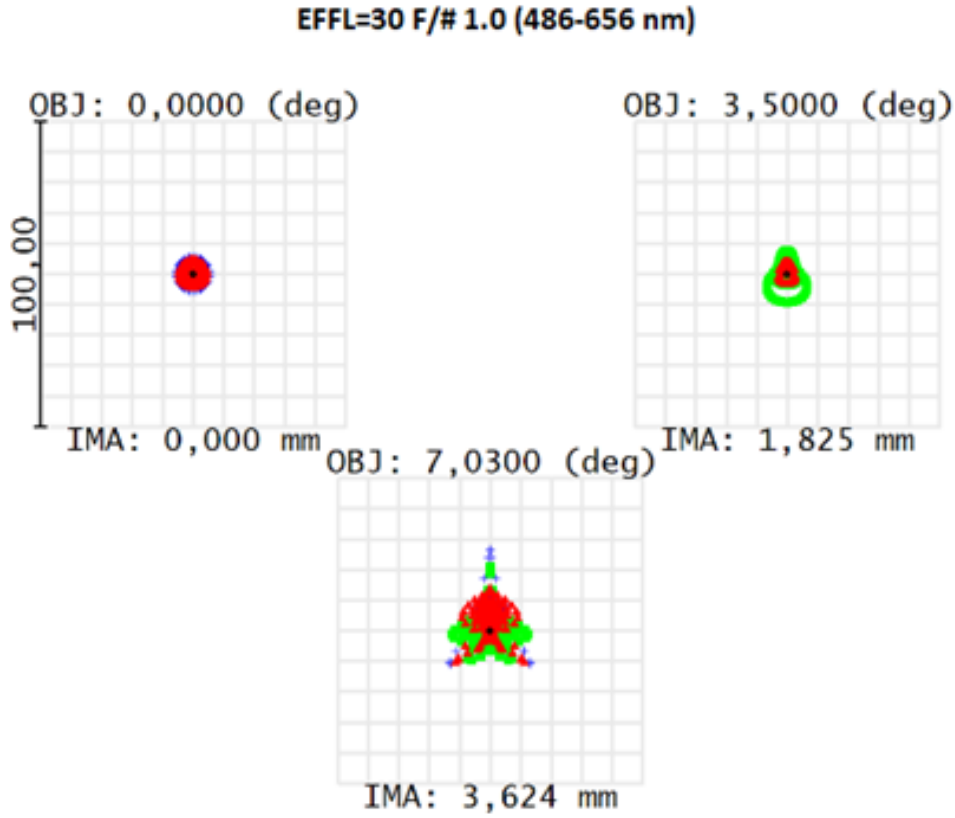 EFFL=30 F/# 1.0 (486-656 nm)
OBJ: 0,0000 (deg)
OBJ: 3,5000 (deg)
100,00
IMA: 0,000 mm
IMA: 1,825 mm
OBJ: 7,0300 (deg)
IMA: 3,624 mm